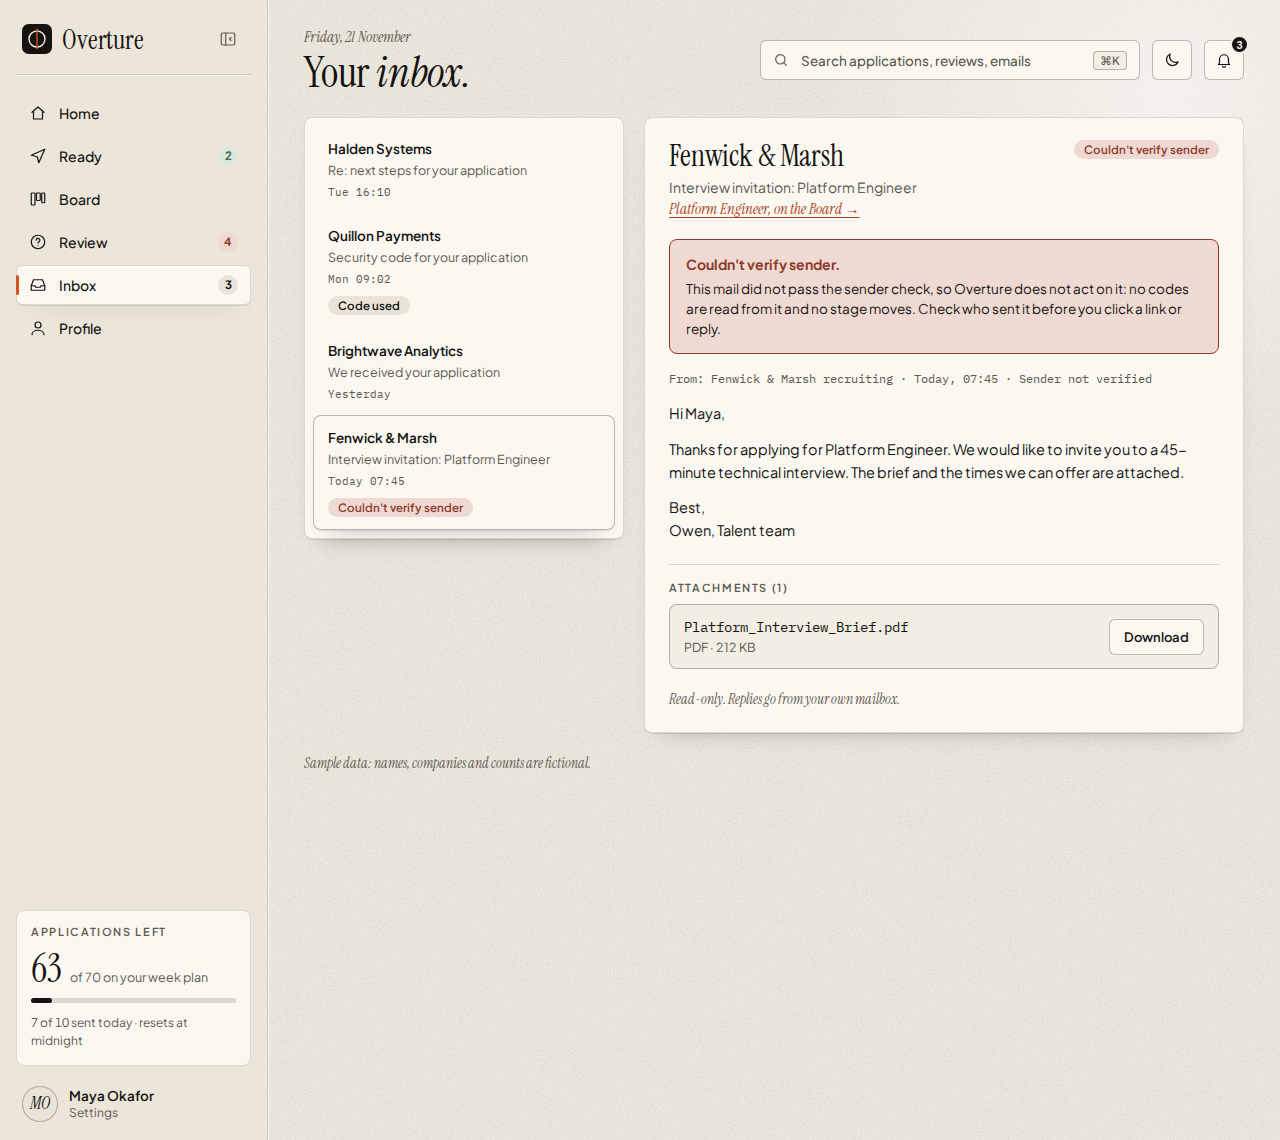 Overture
Home
Ready 2
Board
Review 4
Inbox 3
Profile
APPLICATIONS LEFT
63 of 70 on your week plan
7 of 10 sent today · resets at
midnight
MO
Maya Okafor
Settings
Friday, 21 November
Your inbox.
Search applications, reviews, emails ⌘K
3
Halden Systems
Re: next steps for your application
Tue 16:10
Quillon Payments
Security code for your application
Mon 09:02
Code used
Brightwave Analytics
We received your application
Yesterday
Fenwick & Marsh
Interview invitation: Platform Engineer
Today 07:45
Couldn't verify sender
Fenwick & Marsh
Couldn't verify sender
Interview invitation: Platform Engineer
Platform Engineer, on the Board →
Couldn't verify sender.
This mail did not pass the sender check, so Overture does not act on it: no codes
are read from it and no stage moves. Check who sent it before you click a link or
reply.
From: Fenwick & Marsh recruiting · Today, 07:45 · Sender not verified
Hi Maya,
Thanks for applying for Platform Engineer. We would like to invite you to a 45-
minute technical interview. The brief and the times we can offer are attached.
Best,
Owen, Talent team
ATTACHMENTS (1)
Platform_Interview_Brief.pdf
PDF · 212 KB
Download
Read-only. Replies go from your own mailbox.
Sample data: names, companies and counts are fictional.